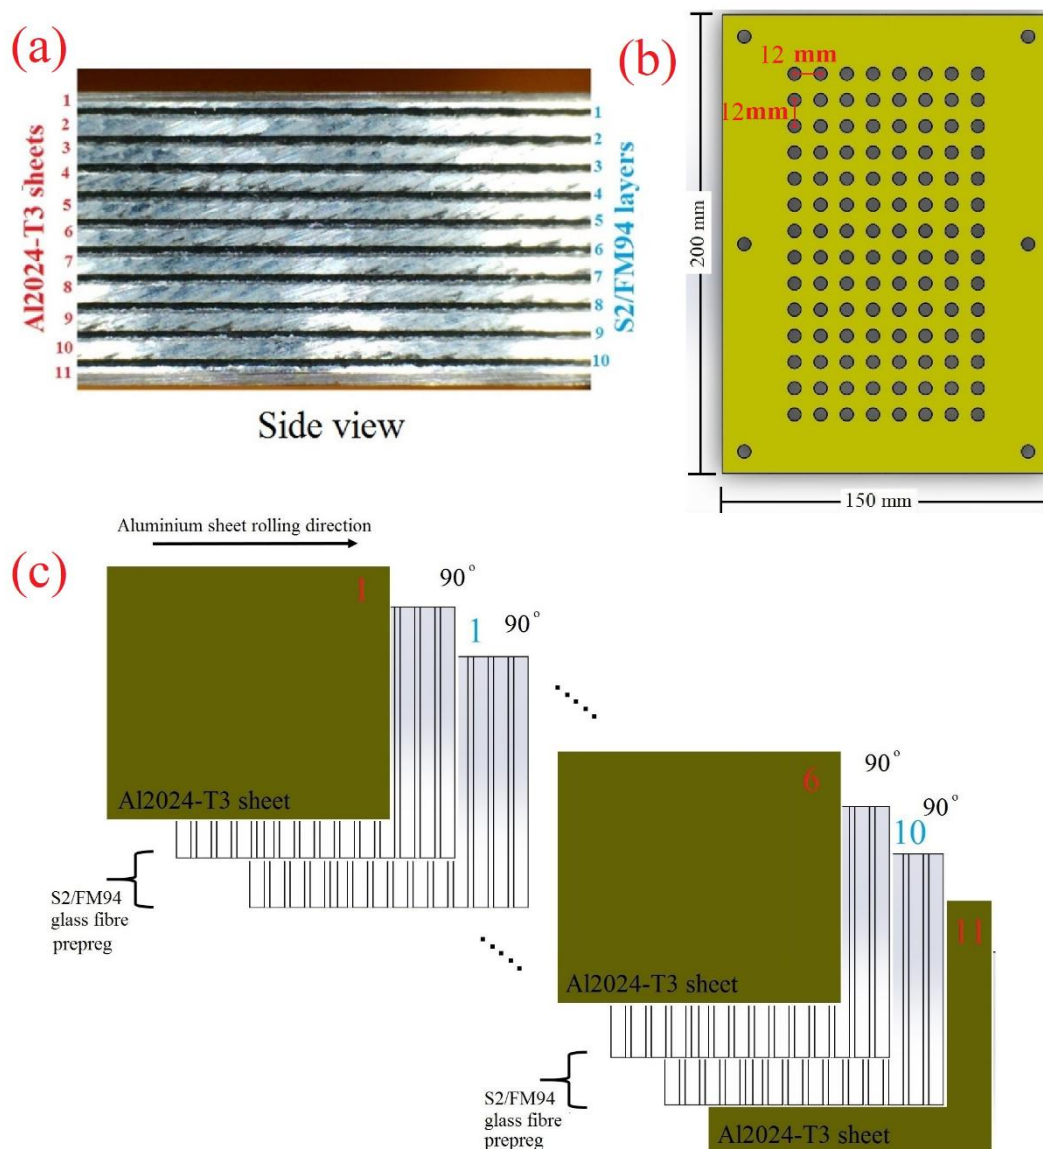 (a)
1
2
3
4
5
6
7
8
9
10
11
Al2024-T3 sheets
1
2
3
4
5
6
7
8
9
10
S2/FM94 layers
Side view
(b)
12 mm
12mm
200 mm
150 mm
(c)
Aluminium sheet rolling direction
1
90°
1
90°
Al2024-T3 sheet
S2/FM94
glass fibre
prepreg
6
90°
10
90°
11
Al2024-T3 sheet
S2/FM94
glass fibre
prepreg
Al2024-T3 sheet